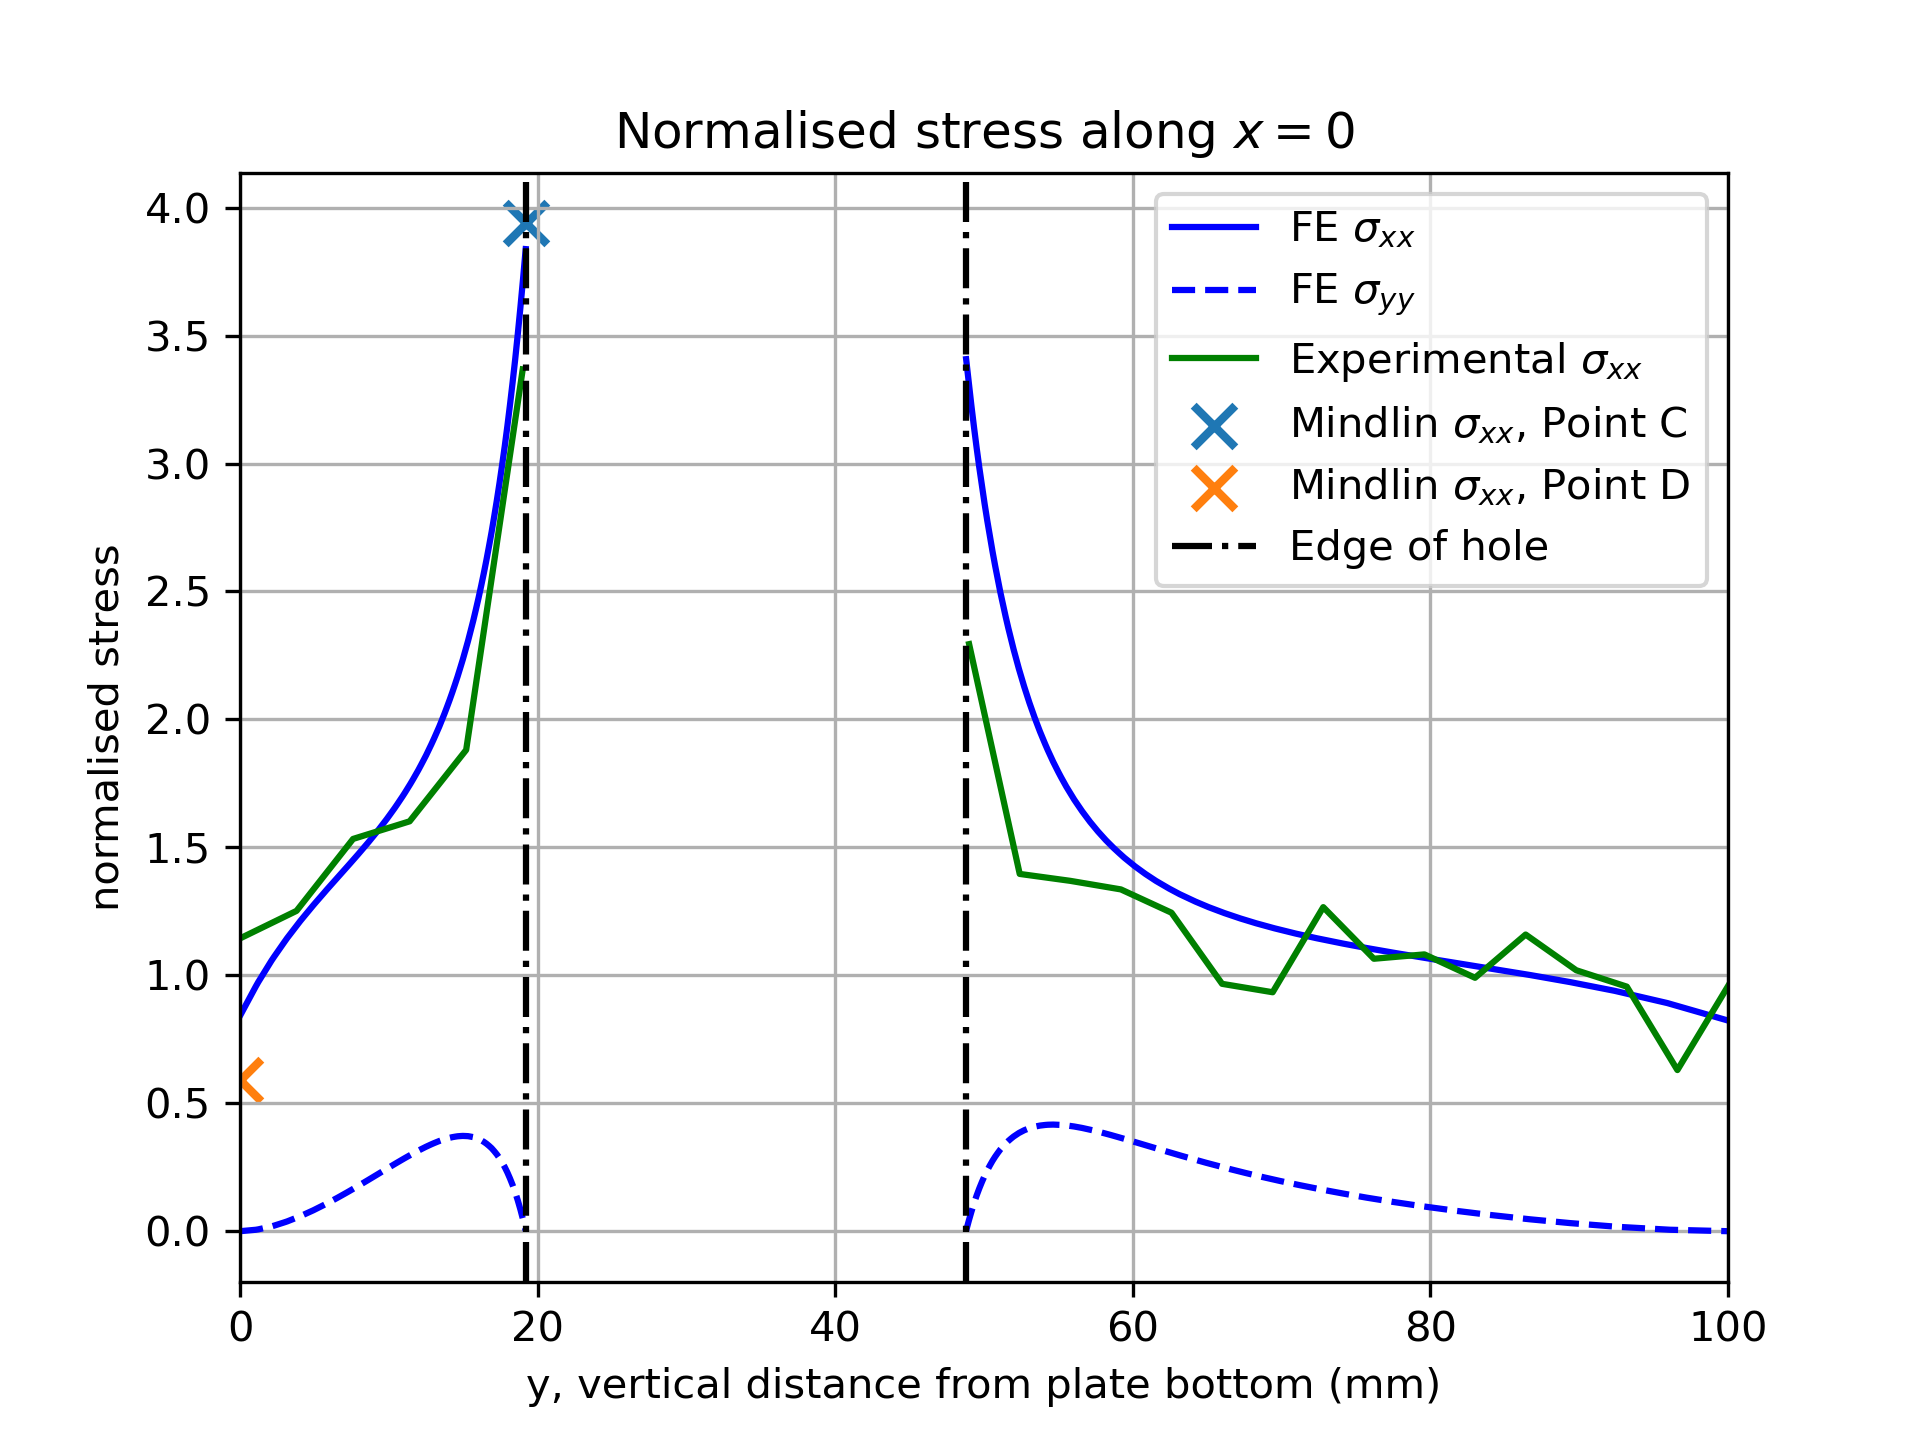 Normalised stress along x = 0
4.0
3.5
3.0
2.5
2.0
1.5
1.0
0.5
0.0
normalised stress
FE σxx
FE σyy
Experimental σxx
Mindlin σxx, Point C
Mindlin σxx, Point D
Edge of hole
0 20 40 60 80 100
y, vertical distance from plate bottom (mm)